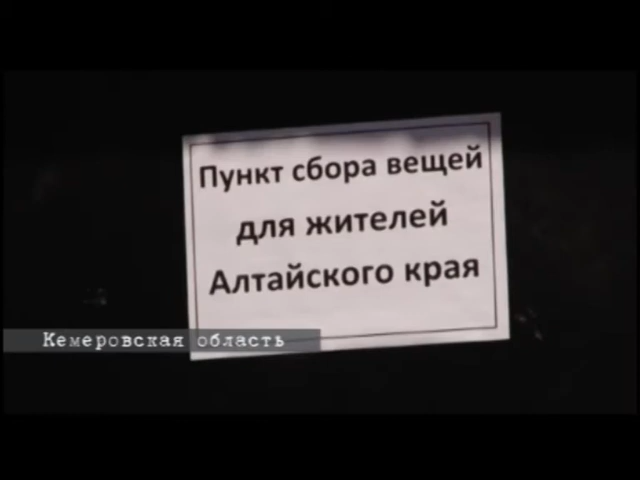 Пункт сбора вещей
для жителей
Алтайского края
Кемеровская область